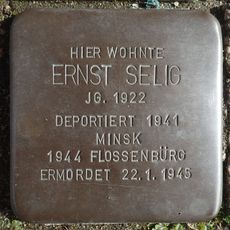 HIER WOHNTE
ERNST SELIG
JG. 1922
DEPORTIERT 1941
MINSK
1944 FLOSSENBÜRG
ERMORDET 22.1.1945